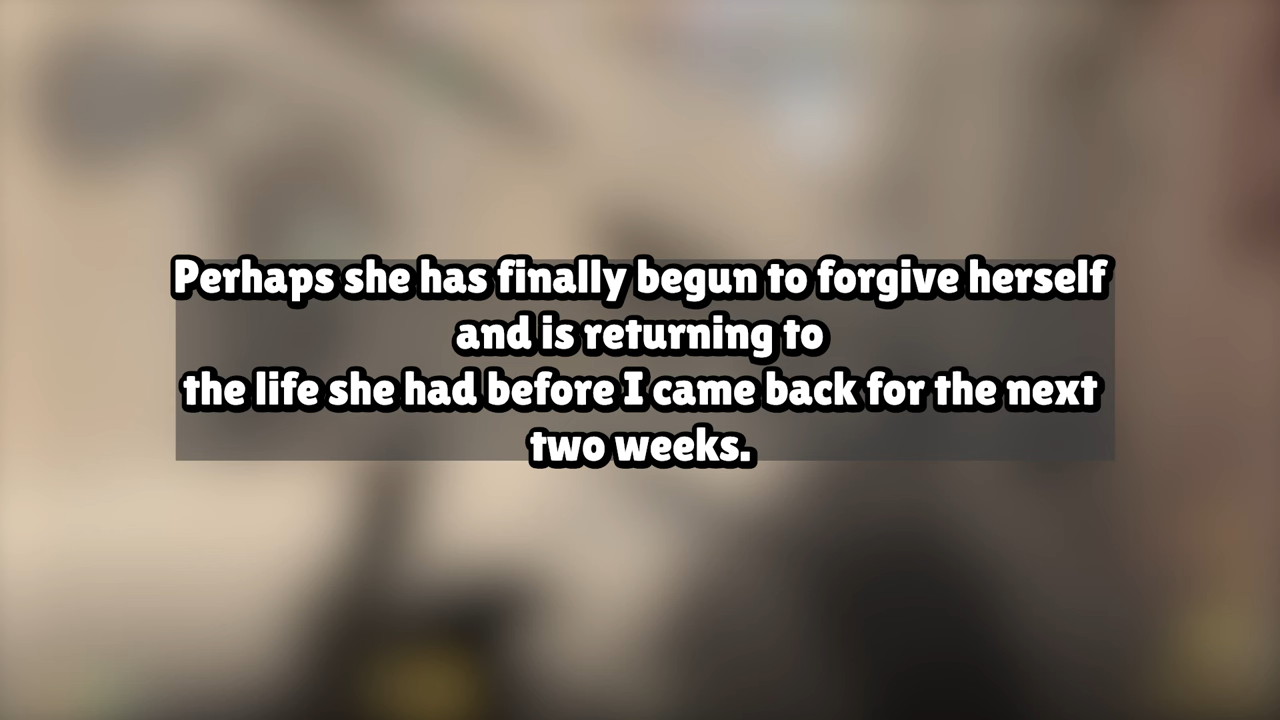 Perhaps she has finally begun to forgive herself
and is returning to
the life she had before I came back for the next
two weeks.